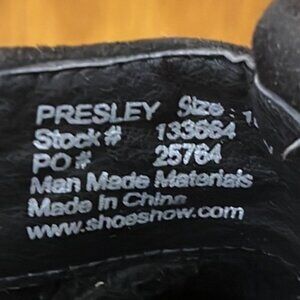 PRESLEY Size:
Stock# 133664
PO# 25764
Man Made Materials
Made In China
www.shoeshow.com